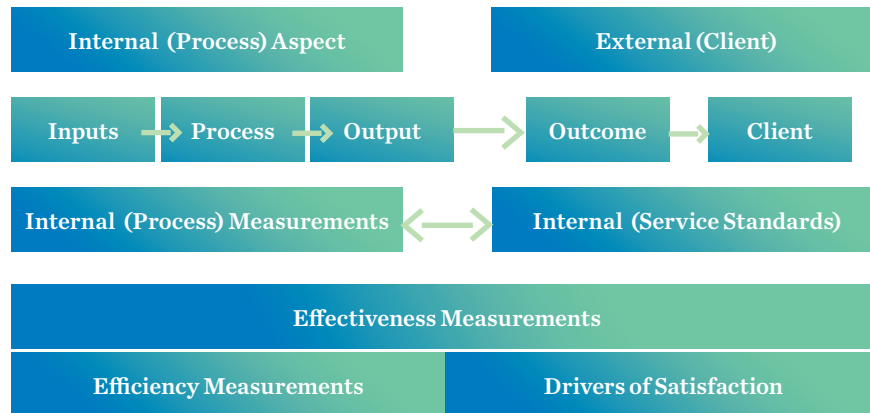 Internal (Process) Aspect
External (Client)
Inputs
Process
Output
Outcome
Client
Internal (Process) Measurements
Internal (Service Standards)
Effectiveness Measurements
Efficiency Measurements
Drivers of Satisfaction